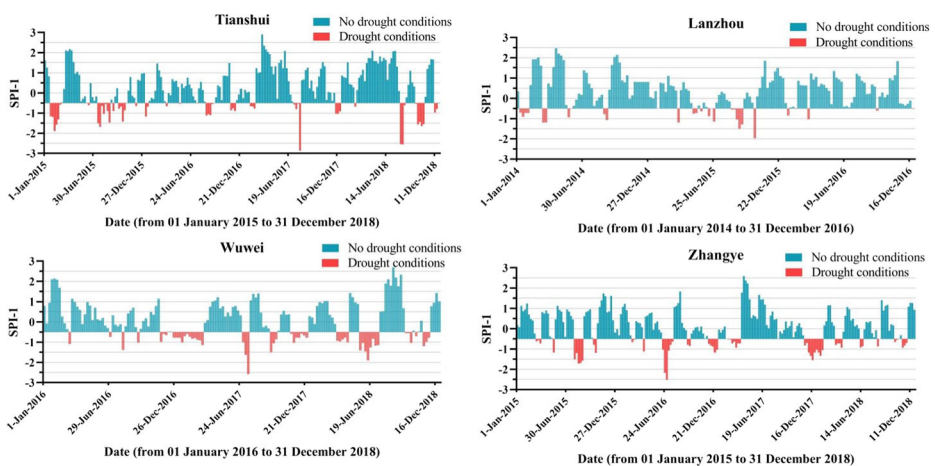 Tianshui
No drought conditions
Drought conditions
SPI-1
3
2
1
0
-1
-2
-3
1-Jan-2015
30-Jun-2015
27-Dec-2015
24-Jun-2016
21-Dec-2016
19-Jun-2017
16-Dec-2017
14-Jun-2018
11-Dec-2018
Date (from 01 January 2015 to 31 December 2018)
Lanzhou
No drought conditions
Drought conditions
SPI-1
3
2
1
0
-1
-2
-3
1-Jan-2014
30-Jun-2014
27-Dec-2014
25-Jun-2015
22-Dec-2015
19-Jun-2016
16-Dec-2016
Date (from 01 January 2014 to 31 December 2016)
Wuwei
No drought conditions
Drought conditions
SPI-1
3
2
1
0
-1
-2
-3
1-Jan-2016
29-Jun-2016
26-Dec-2016
24-Jun-2017
21-Dec-2017
19-Jun-2018
16-Dec-2018
Date (from 01 January 2016 to 31 December 2018)
Zhangye
No drought conditions
Drought conditions
SPI-1
3
2
1
0
-1
-2
-3
1-Jan-2015
30-Jun-2015
27-Dec-2015
24-Jun-2016
21-Dec-2016
19-Jun-2017
16-Dec-2017
14-Jun-2018
11-Dec-2018
Date (from 01 January 2015 to 31 December 2018)